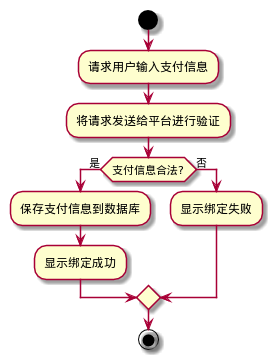 请求用户输入支付信息
将请求发送给平台进行验证
支付信息合法?
是
否
保存支付信息到数据库
显示绑定失败
显示绑定成功